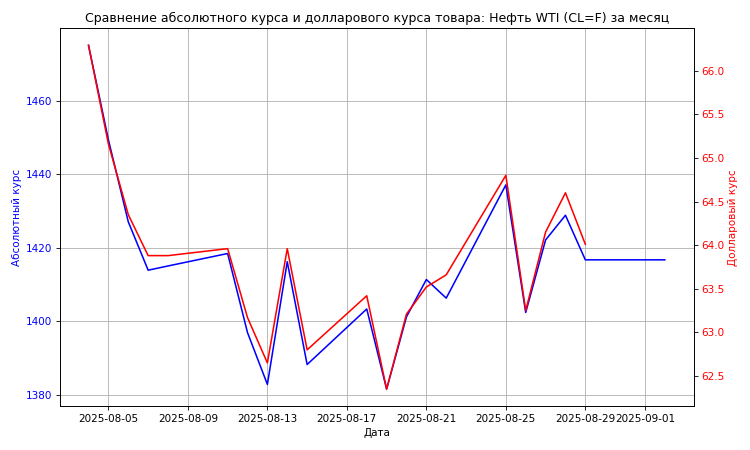 Сравнение абсолютного курса и долларового курса товара: Нефть WTI (CL=F) за месяц
Абсолютный курс
1460
1440
1420
1400
1380
66.0
65.5
65.0
64.5
64.0
63.5
63.0
62.5
Долларовый курс
2025-08-05 2025-08-09 2025-08-13 2025-08-17 2025-08-21 2025-08-25 2025-08-29 2025-09-01
Дата